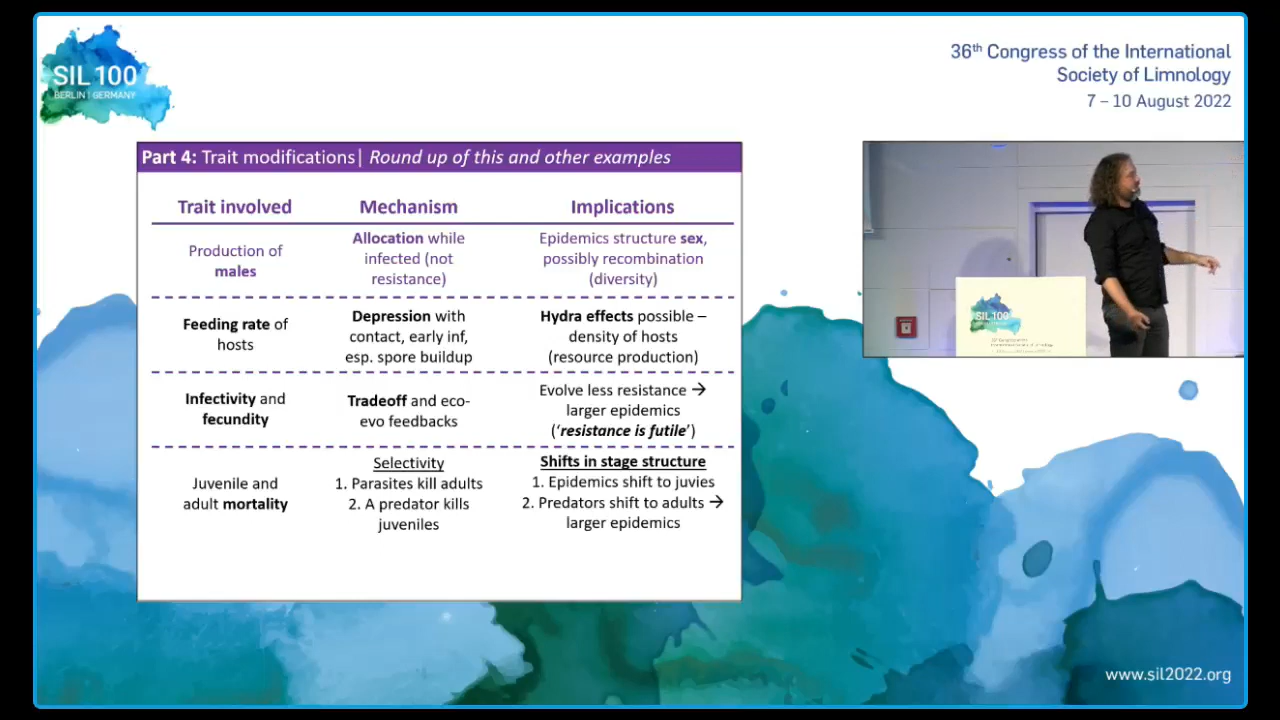 SIL 100
BERLIN | GERMANY
36th Congress of the International
Society of Limnology
7 – 10 August 2022
Part 4: Trait modifications| Round up of this and other examples
Trait involved
Mechanism
Implications
Production of
males
Allocation while
infected (not
resistance)
Epidemics structure sex,
possibly recombination
(diversity)
Feeding rate of
hosts
Depression with
contact, early inf,
esp. spore buildup
Hydra effects possible –
density of hosts
(resource production)
Infectivity and
fecundity
Tradeoff and eco-
evo feedbacks
Evolve less resistance →
larger epidemics
(‘resistance is futile’)
Juvenile and
adult mortality
Selectivity
1. Parasites kill adults
2. A predator kills
juveniles
Shifts in stage structure
1. Epidemics shift to juvies
2. Predators shift to adults →
larger epidemics
SIL 100
www.sil2022.org